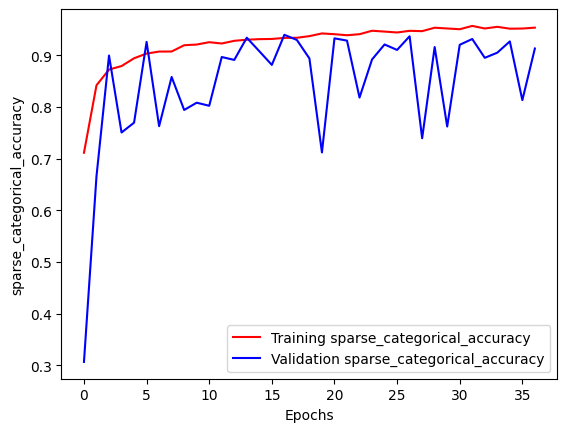 0.9
0.8
0.7
0.6
0.5
0.4
0.3
sparse_categorical_accuracy
Training sparse_categorical_accuracy
Validation sparse_categorical_accuracy
0 5 10 15 20 25 30 35
Epochs